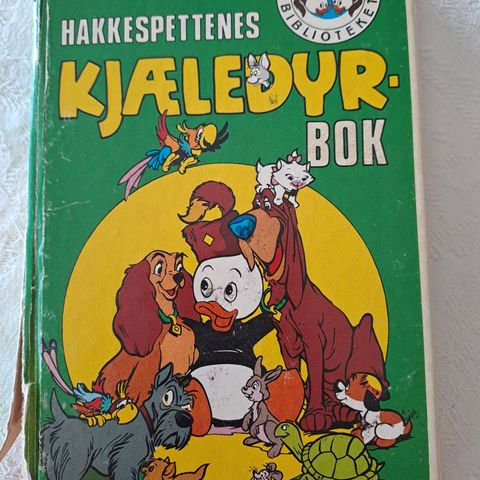 HAKKESPETTENES
BIBLIOTEKET
KJÆLEDYR-
BOK